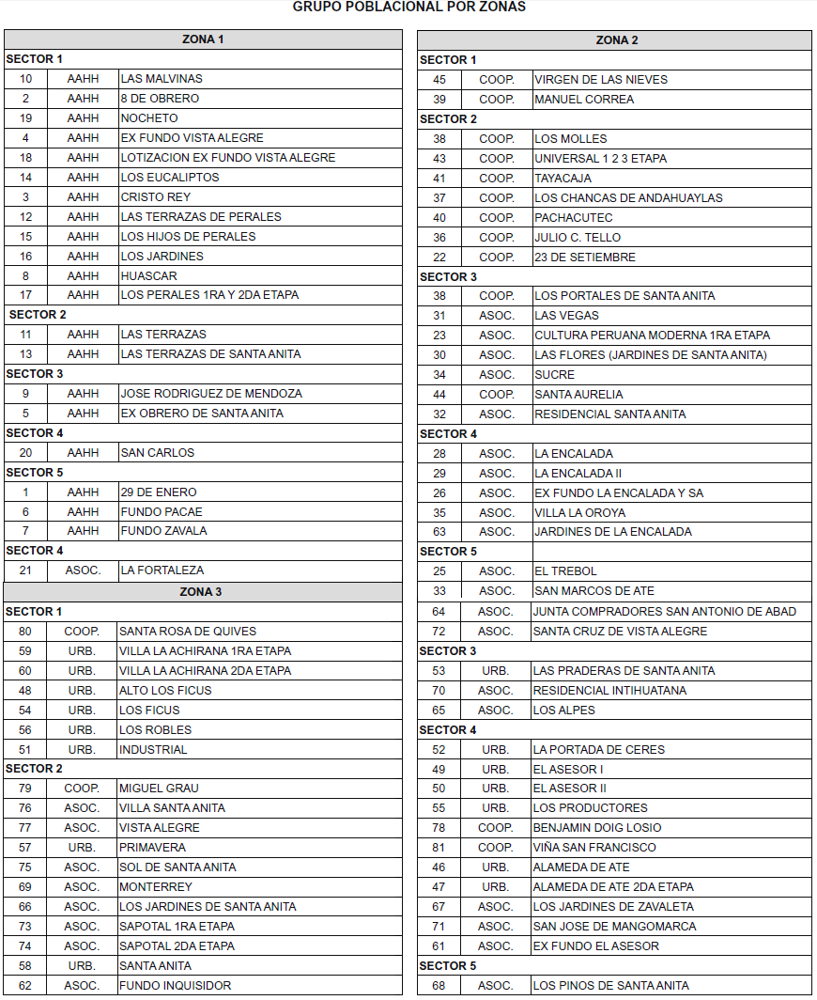 GRUPO POBLACIONAL POR ZONAS
ZONA 1
SECTOR 1
10 AAHH LAS MALVINAS
2 AAHH 8 DE OBRERO
19 AAHH NOCHETO
4 AAHH EX FUNDO VISTA ALEGRE
18 AAHH LOTIZACION EX FUNDO VISTA ALEGRE
14 AAHH LOS EUCALIPTOS
3 AAHH CRISTO REY
12 AAHH LAS TERRAZAS DE PERALES
15 AAHH LOS HIJOS DE PERALES
16 AAHH LOS JARDINES
8 AAHH HUASCAR
17 AAHH LOS PERALES 1RA Y 2DA ETAPA
SECTOR 2
11 AAHH LAS TERRAZAS
13 AAHH LAS TERRAZAS DE SANTA ANITA
SECTOR 3
9 AAHH JOSE RODRIGUEZ DE MENDOZA
5 AAHH EX OBRERO DE SANTA ANITA
SECTOR 4
20 AAHH SAN CARLOS
SECTOR 5
1 AAHH 29 DE ENERO
6 AAHH FUNDO PACAE
7 AAHH FUNDO ZAVALA
SECTOR 4
21 ASOC. LA FORTALEZA
ZONA 3
SECTOR 1
80 COOP. SANTA ROSA DE QUIVES
59 URB. VILLA LA ACHIRANA 1RA ETAPA
60 URB. VILLA LA ACHIRANA 2DA ETAPA
48 URB. ALTO LOS FICUS
54 URB. LOS FICUS
56 URB. LOS ROBLES
51 URB. INDUSTRIAL
SECTOR 2
79 COOP. MIGUEL GRAU
76 ASOC. VILLA SANTA ANITA
77 ASOC. VISTA ALEGRE
57 URB. PRIMAVERA
75 ASOC. SOL DE SANTA ANITA
69 ASOC. MONTERREY
66 ASOC. LOS JARDINES DE SANTA ANITA
73 ASOC. SAPOTAL 1RA ETAPA
74 ASOC. SAPOTAL 2DA ETAPA
58 URB. SANTA ANITA
62 ASOC. FUNDO INQUISIDOR
ZONA 2
SECTOR 1
45 COOP. VIRGEN DE LAS NIEVES
39 COOP. MANUEL CORREA
SECTOR 2
38 COOP. LOS MOLLES
43 COOP. UNIVERSAL 1 2 3 ETAPA
41 COOP. TAYACAJA
37 COOP. LOS CHANCAS DE ANDAHUAYLAS
40 COOP. PACHACUTEC
36 COOP. JULIO C. TELLO
22 COOP. 23 DE SETIEMBRE
SECTOR 3
38 COOP. LOS PORTALES DE SANTA ANITA
31 ASOC. LAS VEGAS
23 ASOC. CULTURA PERUANA MODERNA 1RA ETAPA
30 ASOC. LAS FLORES (JARDINES DE SANTA ANITA)
34 ASOC. SUCRE
44 COOP. SANTA AURELIA
32 ASOC. RESIDENCIAL SANTA ANITA
SECTOR 4
28 ASOC. LA ENCALADA
29 ASOC. LA ENCALADA II
26 ASOC. EX FUNDO LA ENCALADA Y SA
35 ASOC. VILLA LA OROYA
63 ASOC. JARDINES DE LA ENCALADA
SECTOR 5
25 ASOC. EL TREBOL
33 ASOC. SAN MARCOS DE ATE
64 ASOC. JUNTA COMPRADORES SAN ANTONIO DE ABAD
72 ASOC. SANTA CRUZ DE VISTA ALEGRE
SECTOR 3
53 URB. LAS PRADERAS DE SANTA ANITA
70 ASOC. RESIDENCIAL INTIHUATANA
65 ASOC. LOS ALPES
SECTOR 4
52 URB. LA PORTADA DE CERES
49 URB. EL ASESOR I
50 URB. EL ASESOR II
55 URB. LOS PRODUCTORES
78 COOP. BENJAMIN DOIG LOSIO
81 COOP. VIÑA SAN FRANCISCO
46 URB. ALAMEDA DE ATE
47 URB. ALAMEDA DE ATE 2DA ETAPA
67 ASOC. LOS JARDINES DE ZAVALETA
71 ASOC. SAN JOSE DE MANGOMARCA
61 ASOC. EX FUNDO EL ASESOR
SECTOR 5
68 ASOC. LOS PINOS DE SANTA ANITA